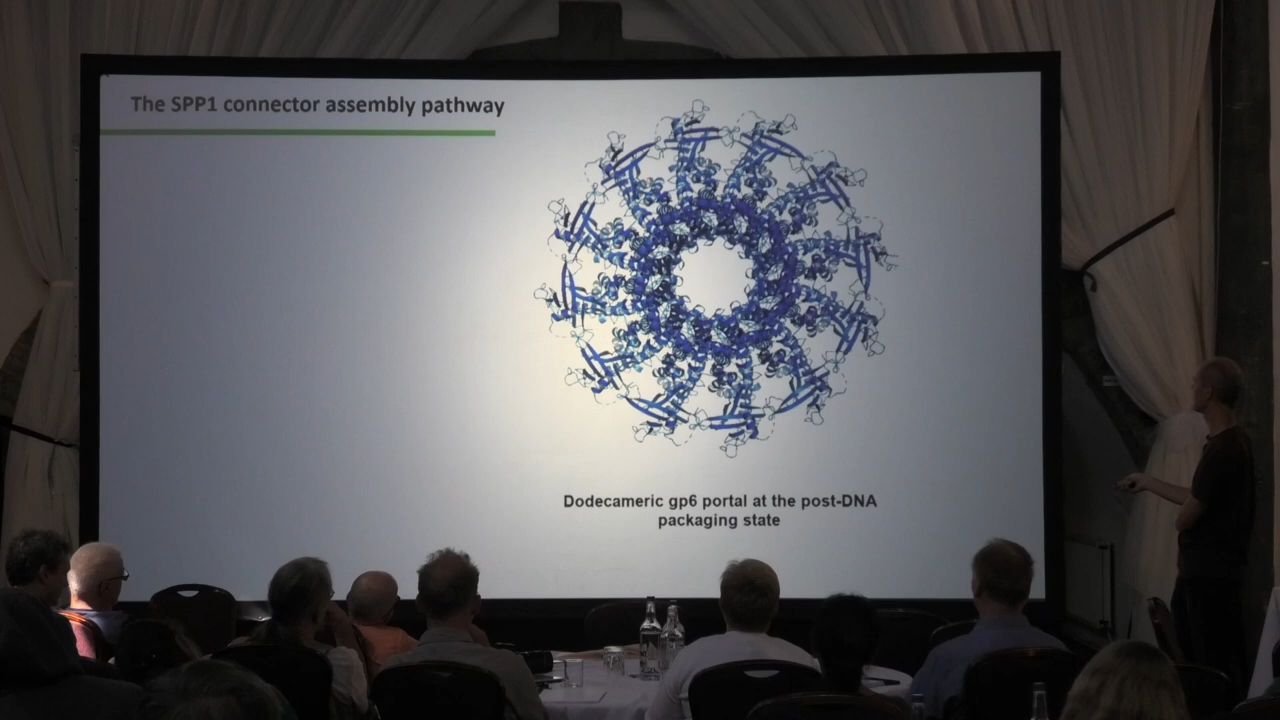 The SPP1 connector assembly pathway
Dodecameric gp6 portal at the post-DNA
packaging state